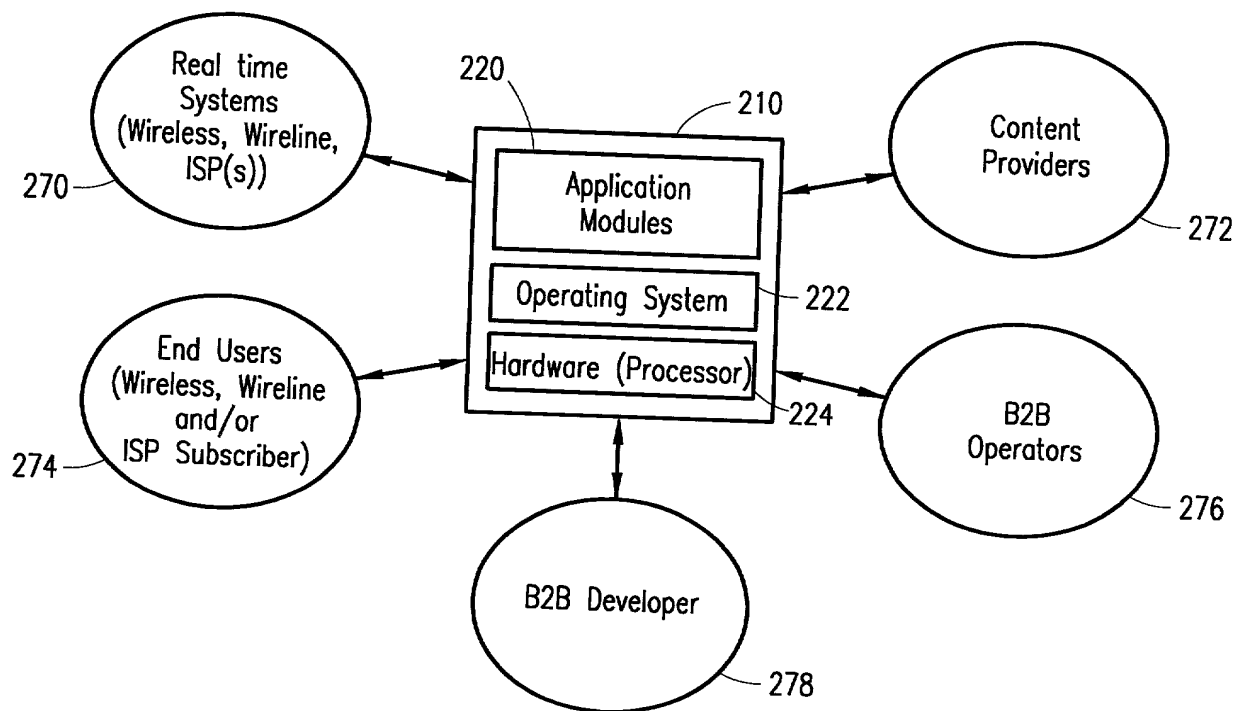 Real time
Systems
(Wireless, Wireline,
ISP(s))
270
220
210
Application
Modules
Operating System
222
Hardware (Processor)
224
Content
Providers
272
End Users
(Wireless, Wireline
and/or
ISP Subscriber)
274
B2B
Operators
276
B2B Developer
278